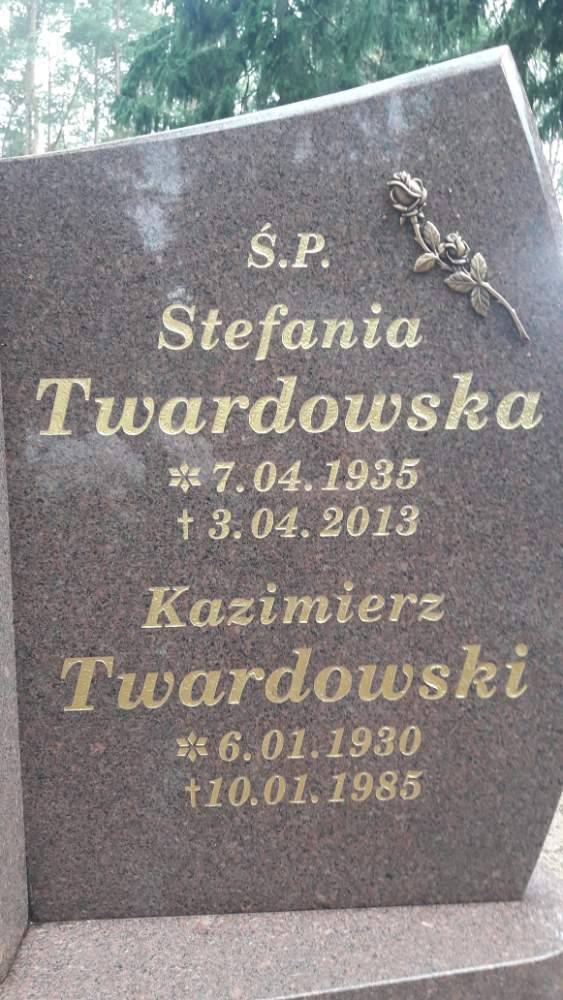 Ś.P.
Stefania
Twardowska
* 7.04.1935
† 3.04.2013
Kazimierz
Twardowski
* 6.01.1930
† 10.01.1985